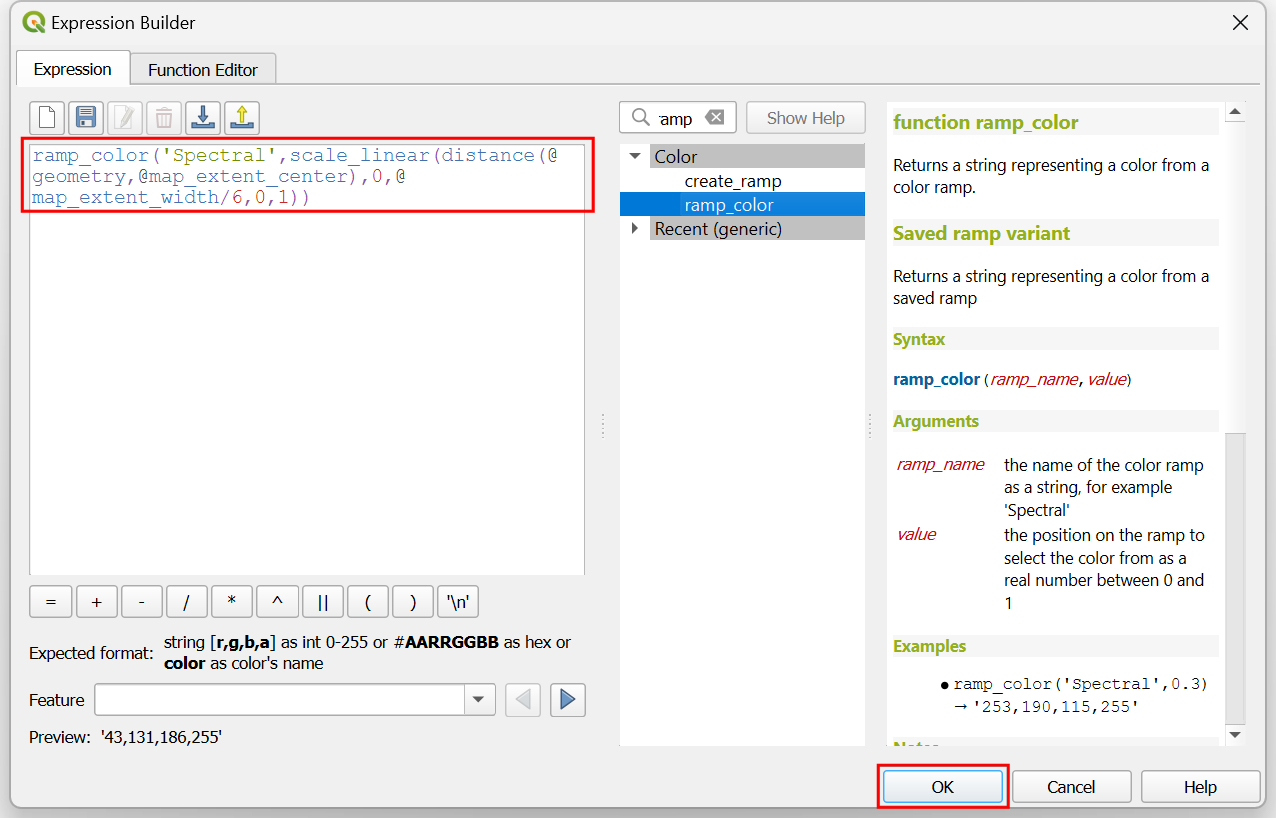 Expression Builder
Expression
Function Editor
ramp_color('Spectral',scale_linear(distance(@
geometry,@map_extent_center),0,@
map_extent_width/6,0,1))
amp
Show Help
Color
create_ramp
ramp_color
Recent (generic)
function ramp_color
Returns a string representing a color from a
color ramp.
Saved ramp variant
Returns a string representing a color from a
saved ramp
Syntax
ramp_color (ramp_name, value)
Arguments
ramp_name
the name of the color ramp
as a string, for example
'Spectral'
value
the position on the ramp to
select the color from as a
real number between 0 and
1
Examples
● ramp_color('Spectral',0.3)
→ '253,190,115,255'
= + - / * ^ || ( ) '\n'
Expected format:
string [r,g,b,a] as int 0-255 or #AARRGGBB as hex or
color as color's name
Feature
Preview: '43,131,186,255'
OK
Cancel
Help